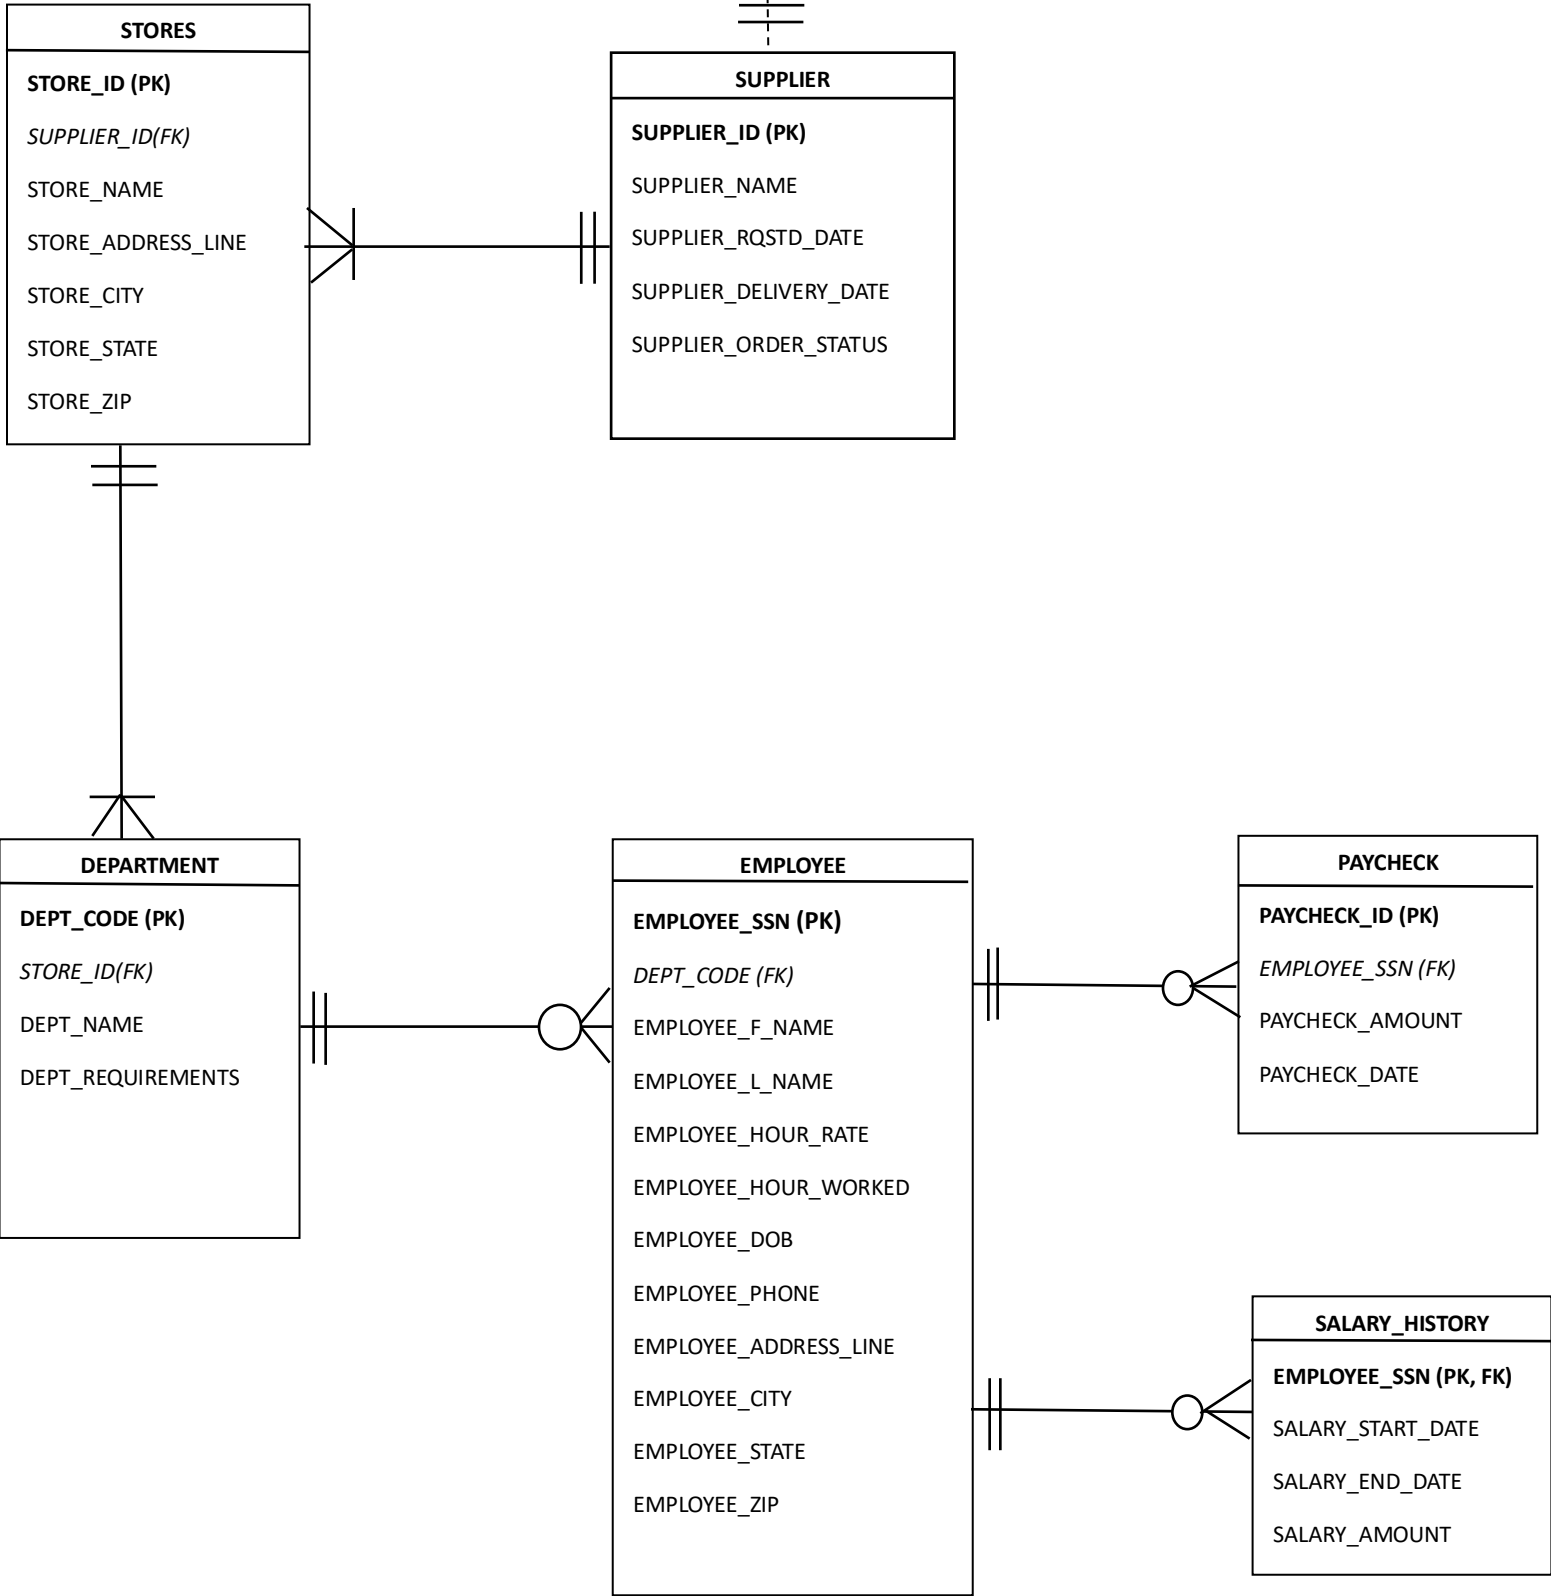 STORES
STORE_ID (PK)
SUPPLIER_ID(FK)
STORE_NAME
STORE_ADDRESS_LINE
STORE_CITY
STORE_STATE
STORE_ZIP
SUPPLIER
SUPPLIER_ID (PK)
SUPPLIER_NAME
SUPPLIER_RQSTD_DATE
SUPPLIER_DELIVERY_DATE
SUPPLIER_ORDER_STATUS
DEPARTMENT
DEPT_CODE (PK)
STORE_ID(FK)
DEPT_NAME
DEPT_REQUIREMENTS
EMPLOYEE
EMPLOYEE_SSN (PK)
DEPT_CODE (FK)
EMPLOYEE_F_NAME
EMPLOYEE_L_NAME
EMPLOYEE_HOUR_RATE
EMPLOYEE_HOUR_WORKED
EMPLOYEE_DOB
EMPLOYEE_PHONE
EMPLOYEE_ADDRESS_LINE
EMPLOYEE_CITY
EMPLOYEE_STATE
EMPLOYEE_ZIP
PAYCHECK
PAYCHECK_ID (PK)
EMPLOYEE_SSN (FK)
PAYCHECK_AMOUNT
PAYCHECK_DATE
SALARY_HISTORY
EMPLOYEE_SSN (PK, FK)
SALARY_START_DATE
SALARY_END_DATE
SALARY_AMOUNT